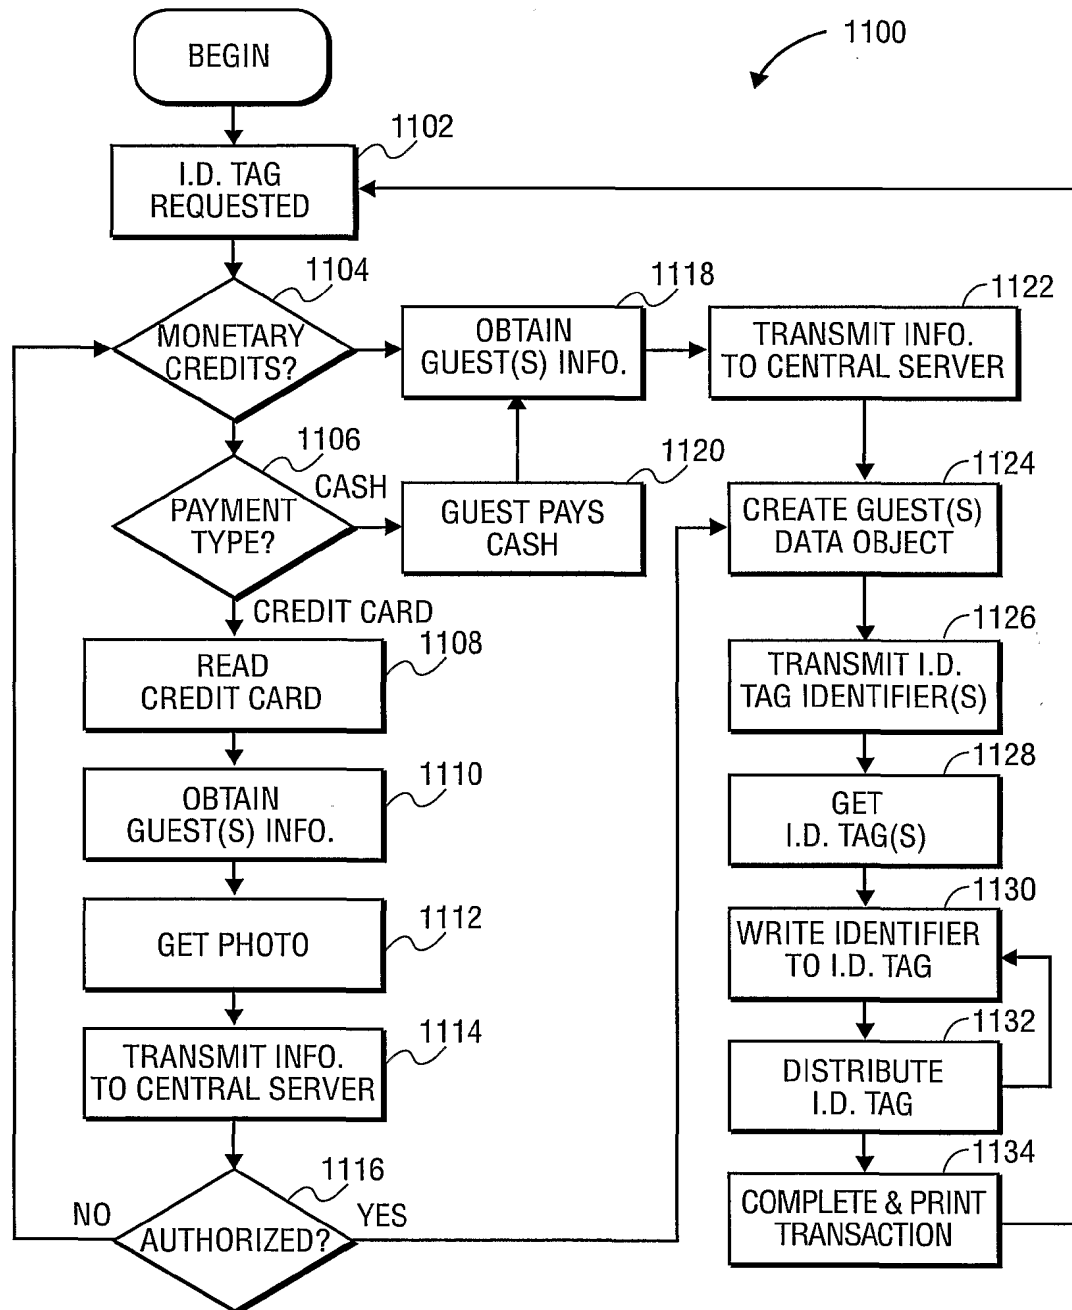 BEGIN
1100
1102
I.D. TAG
REQUESTED
1104
MONETARY
CREDITS?
1118
OBTAIN
GUEST(S) INFO.
1122
TRANSMIT INFO.
TO CENTRAL SERVER
1106
PAYMENT
TYPE?
CASH
1120
GUEST PAYS
CASH
1124
CREATE GUEST(S)
DATA OBJECT
CREDIT CARD
1108
READ
CREDIT CARD
1126
TRANSMIT I.D.
TAG IDENTIFIER(S)
1110
OBTAIN
GUEST(S) INFO.
1128
GET
I.D. TAG(S)
1112
GET PHOTO
1130
WRITE IDENTIFIER
TO I.D. TAG
1114
TRANSMIT INFO.
TO CENTRAL SERVER
1132
DISTRIBUTE
I.D. TAG
1116
AUTHORIZED?
NO
YES
1134
COMPLETE & PRINT
TRANSACTION